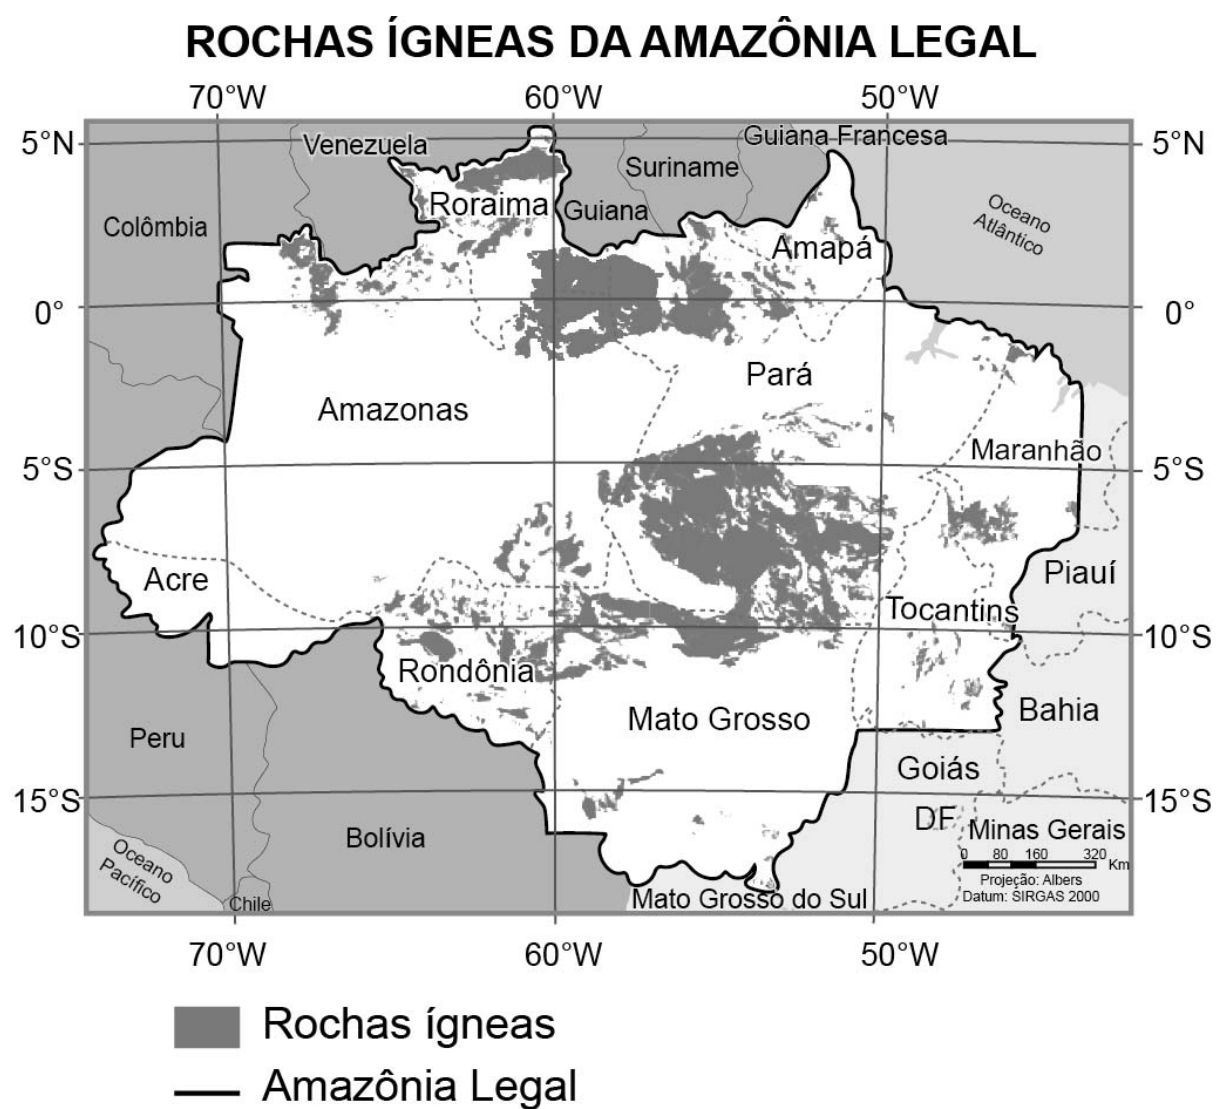 ROCHAS ÍGNEAS DA AMAZÔNIA LEGAL
70°W
60°W
50°W
5°N
Venezuela
Guiana Francesa
5°N
Suriname
Colômbia
Roraima
Guiana
Oceano
Atlântico
Amapá
0°
0°
Pará
Amazonas
Maranhão
5°S
5°S
Acre
Piauí
Tocantins
10°S
10°S
Rondônia
Mato Grosso
Bahia
Peru
Goiás
15°S
15°S
DF
Bolívia
Minas Gerais
0 80 160 320
Km
Projeção: Albers
Datum: SIRGAS 2000
Oceano
Pacífico
Chile
Mato Grosso do Sul
70°W
60°W
50°W
Rochas ígneas
Amazônia Legal